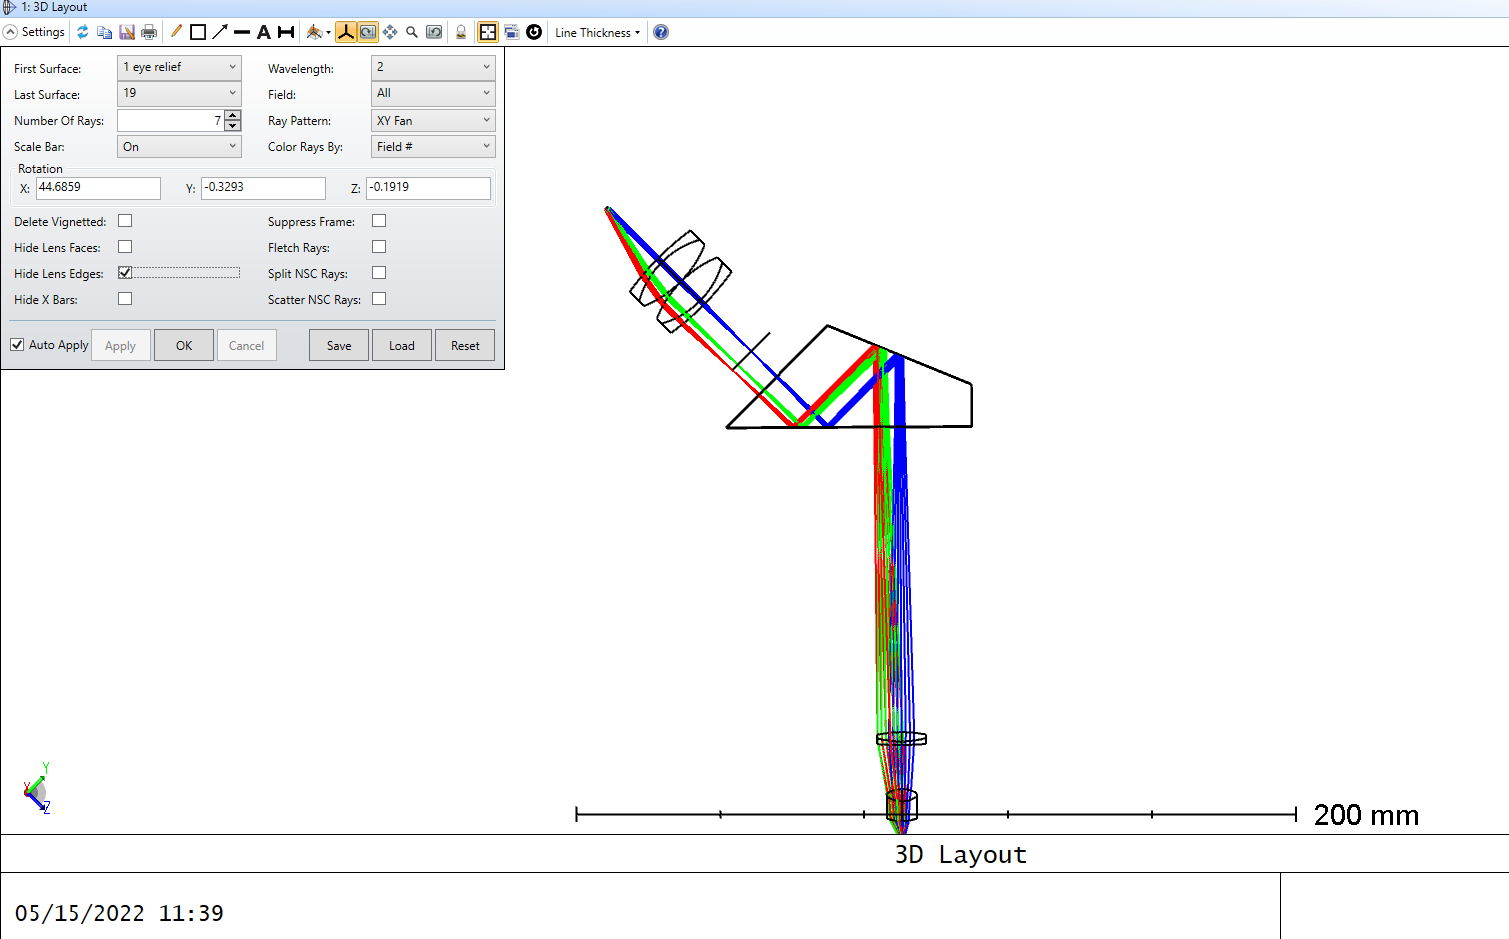 1: 3D Layout
Settings
A
Line Thickness
First Surface: 1 eye relief Wavelength: 2
Last Surface: 19 Field: All
Number Of Rays: 7 Ray Pattern: XY Fan
Scale Bar: On Color Rays By: Field #
Rotation
X: 44.6859 Y: -0.3293 Z: -0.1919
Delete Vignetted: Suppress Frame:
Hide Lens Faces: Fletch Rays:
Hide Lens Edges: Split NSC Rays:
Hide X Bars: Scatter NSC Rays:
Auto Apply Apply OK Cancel Save Load Reset
Y
X
Z
200 mm
3D Layout
05/15/2022 11:39